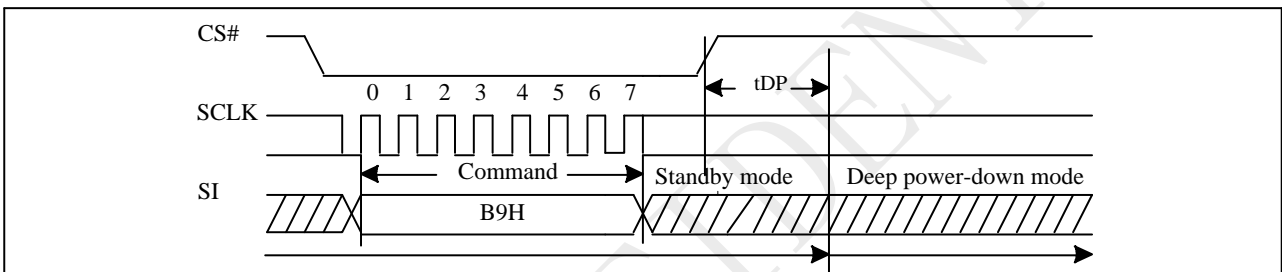 CS#
tDP
0 1 2 3 4 5 6 7
SCLK
Command
Standby mode
Deep power-down mode
SI
B9H